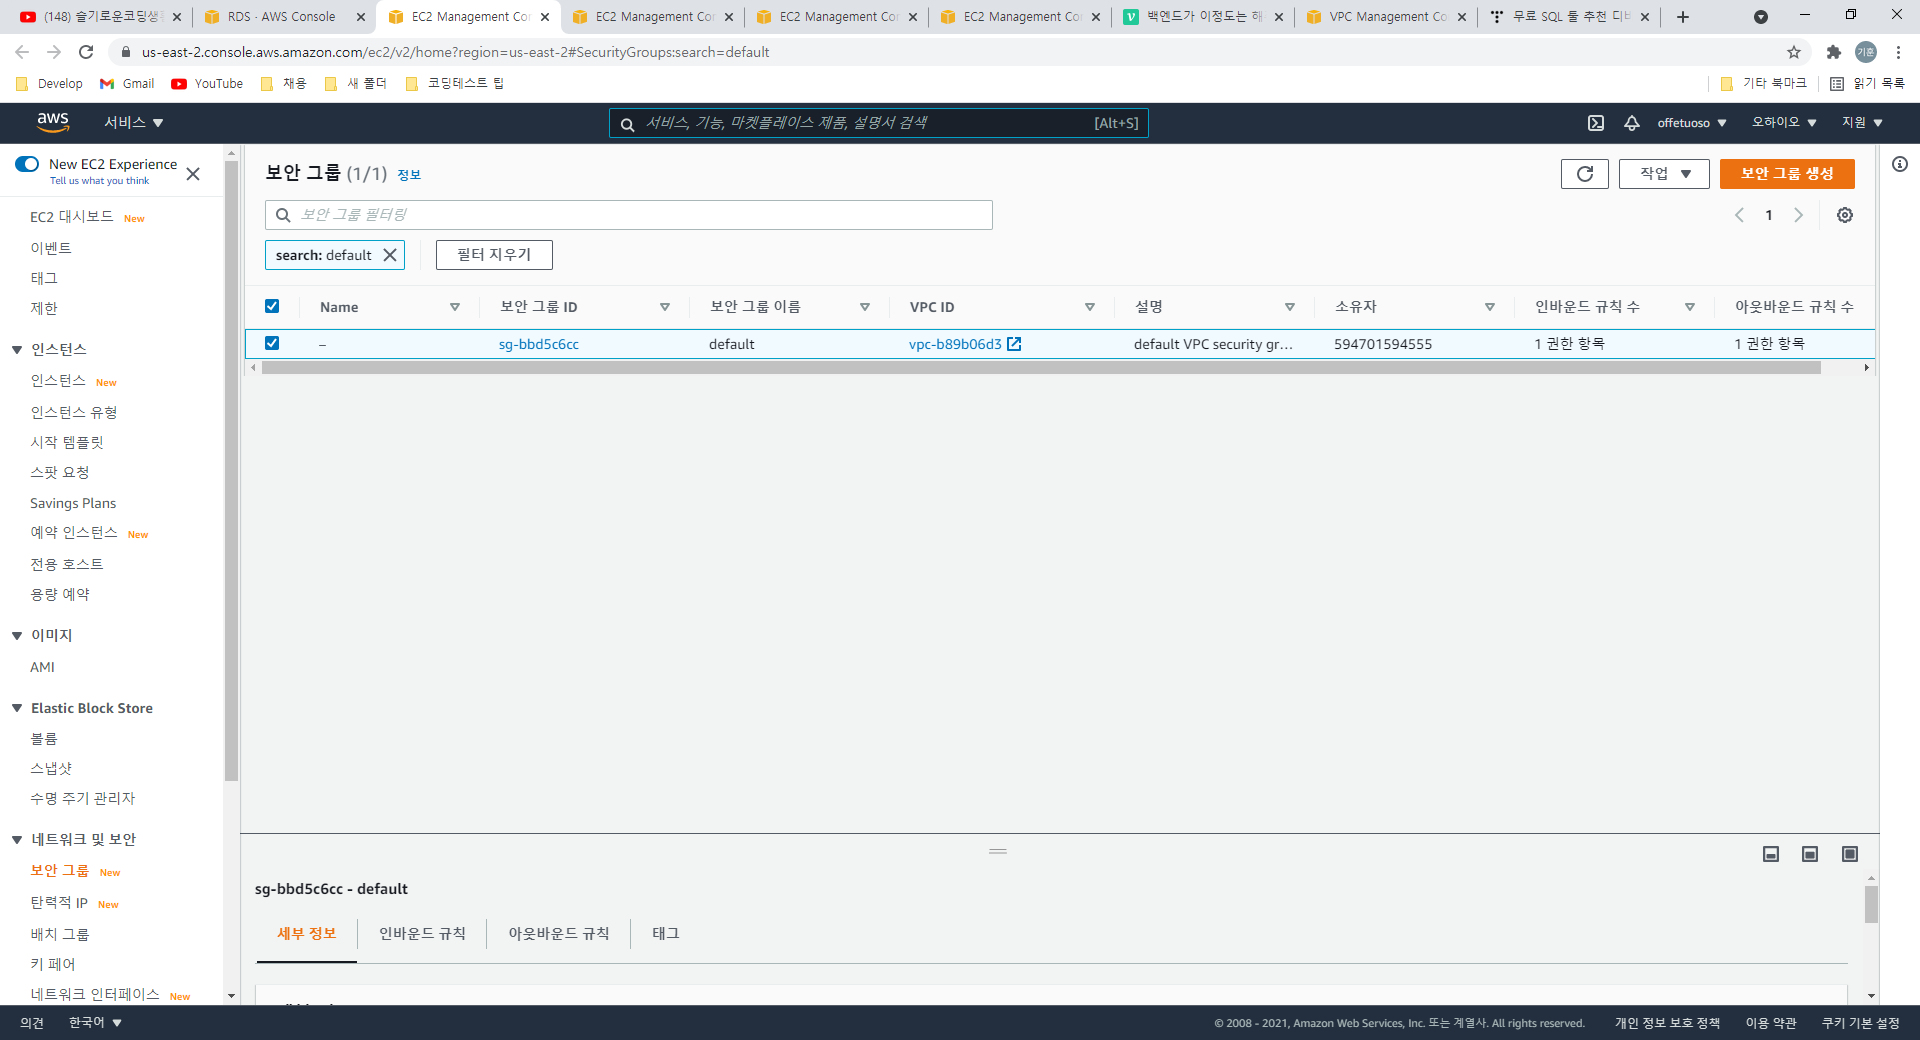 (148) 슬기로운코딩생
RDS · AWS Console
EC2 Management Co
EC2 Management Co
EC2 Management Co
EC2 Management Co
백엔드가 이정도는 해
VPC Management Co
무료 SQL 툴 추천 디비
us-east-2.console.aws.amazon.com/ec2/v2/home?region=us-east-2#SecurityGroups:search=default
기훈
Develop
Gmail
YouTube
채용
새 폴더
코딩테스트 팁
기타 북마크
읽기 목록
aws
서비스
서비스, 기능, 마켓플레이스 제품, 설명서 검색
[Alt+S]
offetuoso
오하이오
지원
New EC2 Experience
Tell us what you think
EC2 대시보드 New
이벤트
태그
제한
인스턴스
인스턴스 New
인스턴스 유형
시작 템플릿
스팟 요청
Savings Plans
예약 인스턴스 New
전용 호스트
용량 예약
이미지
AMI
Elastic Block Store
볼륨
스냅샷
수명 주기 관리자
네트워크 및 보안
보안 그룹 New
탄력적 IP New
배치 그룹
키 페어
네트워크 인터페이스 New
보안 그룹 (1/1) 정보
작업
보안 그룹 생성
보안 그룹 필터링
1
search: default
필터 지우기
Name 보안 그룹 ID 보안 그룹 이름 VPC ID 설명 소유자 인바운드 규칙 수 아웃바운드 규칙 수
– sg-bbd5c6cc default vpc-b89b06d3 default VPC security gr... 594701594555 1 권한 항목 1 권한 항목
sg-bbd5c6cc - default
세부 정보
인바운드 규칙
아웃바운드 규칙
태그
의견
한국어
© 2008 - 2021, Amazon Web Services, Inc. 또는 계열사. All rights reserved.
개인 정보 보호 정책
이용 약관
쿠키 기본 설정